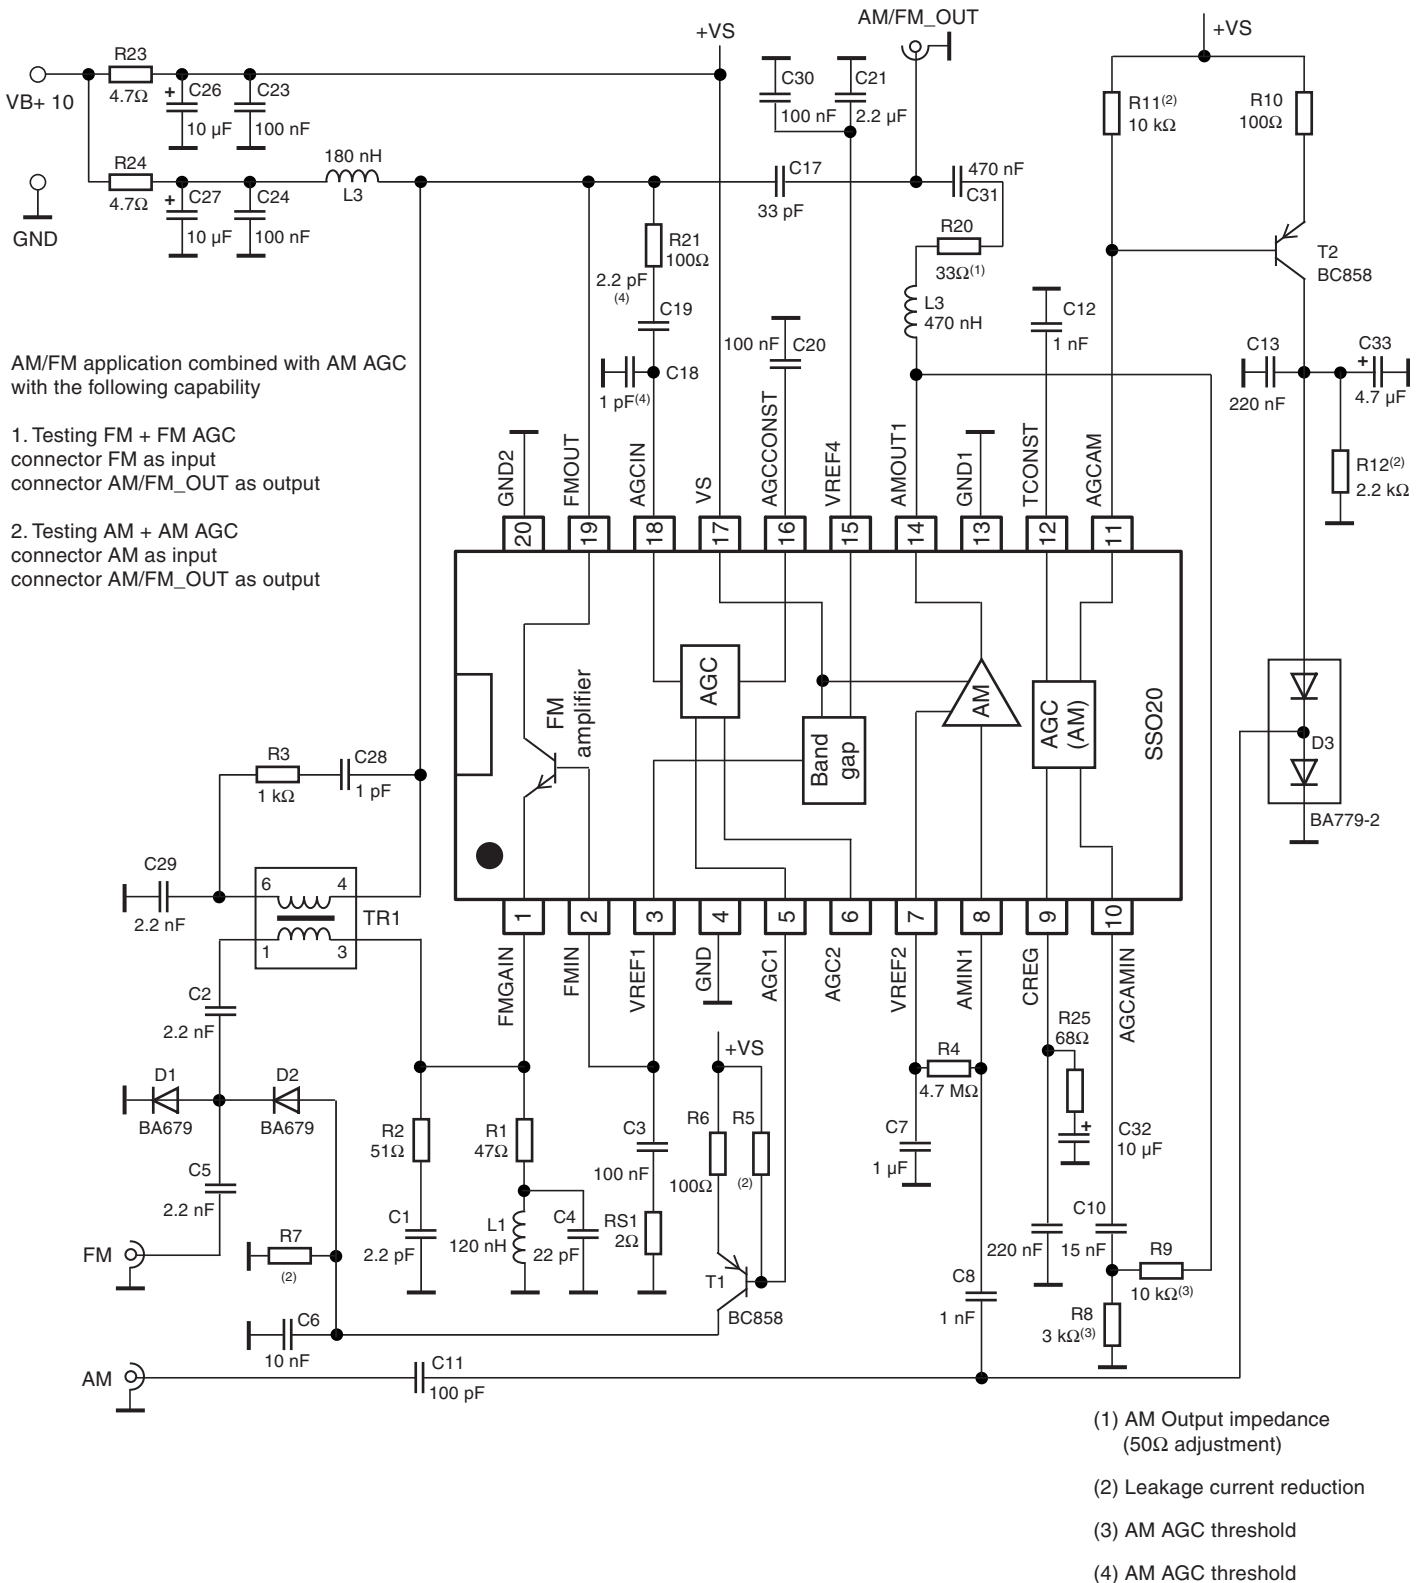 AM/FM_OUT
+VS
+VS
R23
4.7Ω
VB+ 10
+
C26
10 µF
C23
100 nF
C30
100 nF
C21
2.2 µF
R11(2)
10 kΩ
R10
100Ω
R24
4.7Ω
180 nH
L3
+
C27
10 µF
C24
100 nF
GND
C17
33 pF
470 nF
C31
R20
33Ω(1)
R21
100Ω
2.2 pF
(4)
C19
L3
470 nH
C12
1 nF
T2
BC858
100 nF
C20
C18
1 pF(4)
C13
220 nF
C33
+
4.7 µF
R12(2)
2.2 kΩ
AM/FM application combined with AM AGC
with the following capability
1. Testing FM + FM AGC
connector FM as input
connector AM/FM_OUT as output
2. Testing AM + AM AGC
connector AM as input
connector AM/FM_OUT as output
GND2
FMOUT
AGCIN
VS
AGCCONST
VREF4
AMOUT1
GND1
TCONST
AGCAM
20
19
18
17
16
15
14
13
12
11
FM
amplifier
AGC
Band
gap
AM
AGC
(AM)
SSO20
D3
BA779-2
R3
1 kΩ
C28
1 pF
C29
2.2 nF
6
4
TR1
1
3
1
2
3
4
5
6
7
8
9
10
FMGAIN
FMIN
VREF1
GND
AGC1
AGC2
VREF2
AMIN1
CREG
AGCAMIN
C2
2.2 nF
D1
BA679
D2
BA679
C5
2.2 nF
FM
R7
(2)
C6
10 nF
AM
C11
100 pF
R2
51Ω
R1
47Ω
C1
2.2 pF
L1
120 nH
C4
22 pF
C3
100 nF
RS1
2Ω
+VS
R6
100Ω
R5
(2)
T1
BC858
R4
4.7 MΩ
C7
1 µF
C8
1 nF
R25
68Ω
+
C32
10 µF
220 nF
C10
15 nF
R9
10 kΩ(3)
R8
3 kΩ(3)
(1) AM Output impedance
(50Ω adjustment)
(2) Leakage current reduction
(3) AM AGC threshold
(4) AM AGC threshold